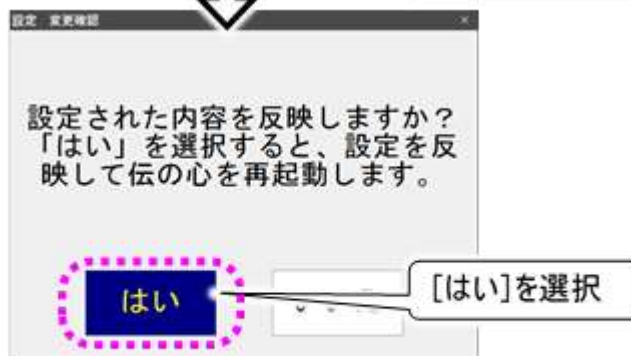 設定 変更確認
×
設定された内容を反映しますか？
「はい」を選択すると、設定を反
映して伝の心を再起動します。
はい
[はい]を選択